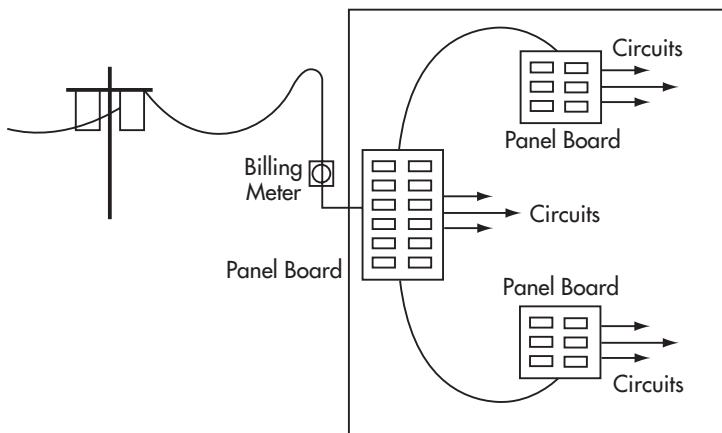 Circuits
Panel Board
Billing
Meter
Circuits
Panel Board
Panel Board
Circuits